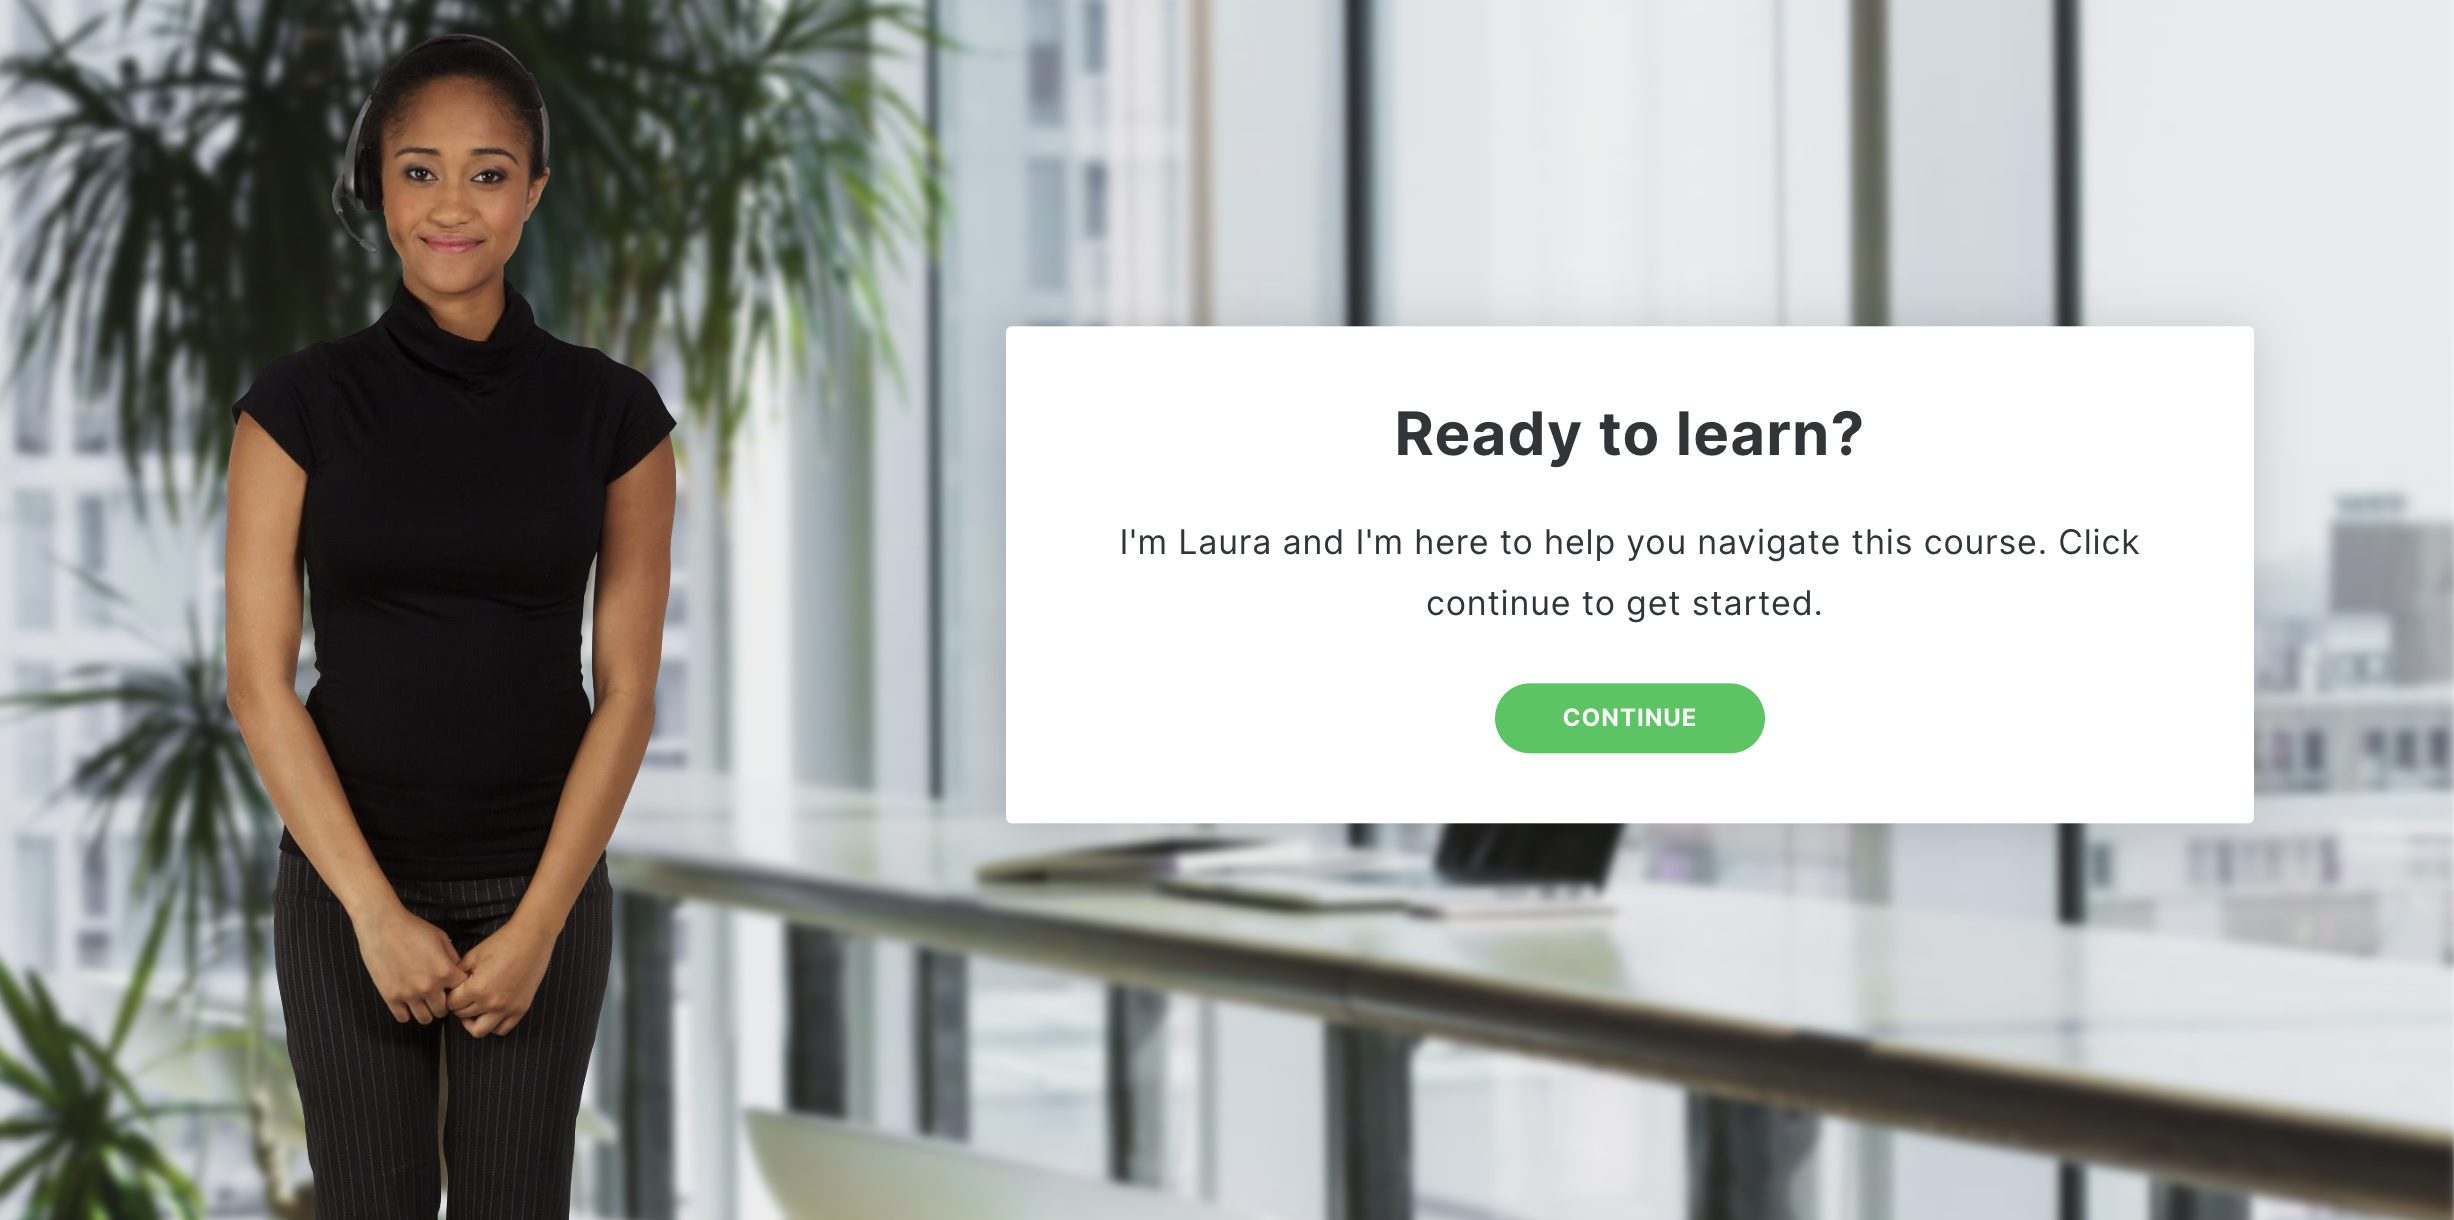 Ready to learn?
I'm Laura and I'm here to help you navigate this course. Click
continue to get started.
CONTINUE